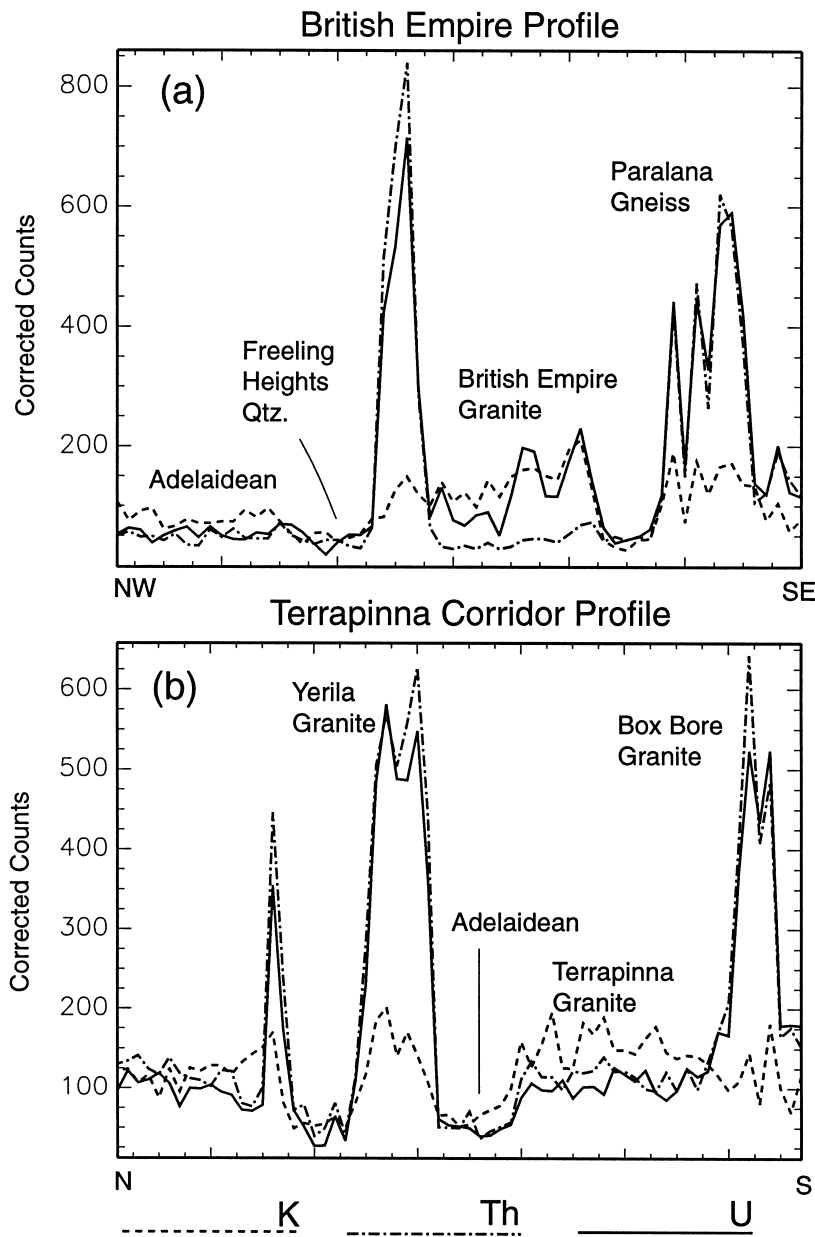 British Empire Profile
(a)
800
600
400
200
Corrected Counts
Paralana
Gneiss
Freeling
Heights
Qtz.
British Empire
Granite
Adelaidean
NW
SE
Terrapinna Corridor Profile
(b)
600
500
400
300
200
100
Corrected Counts
Yerila
Granite
Box Bore
Granite
Adelaidean
Terrapinna
Granite
N
S
K
Th
U